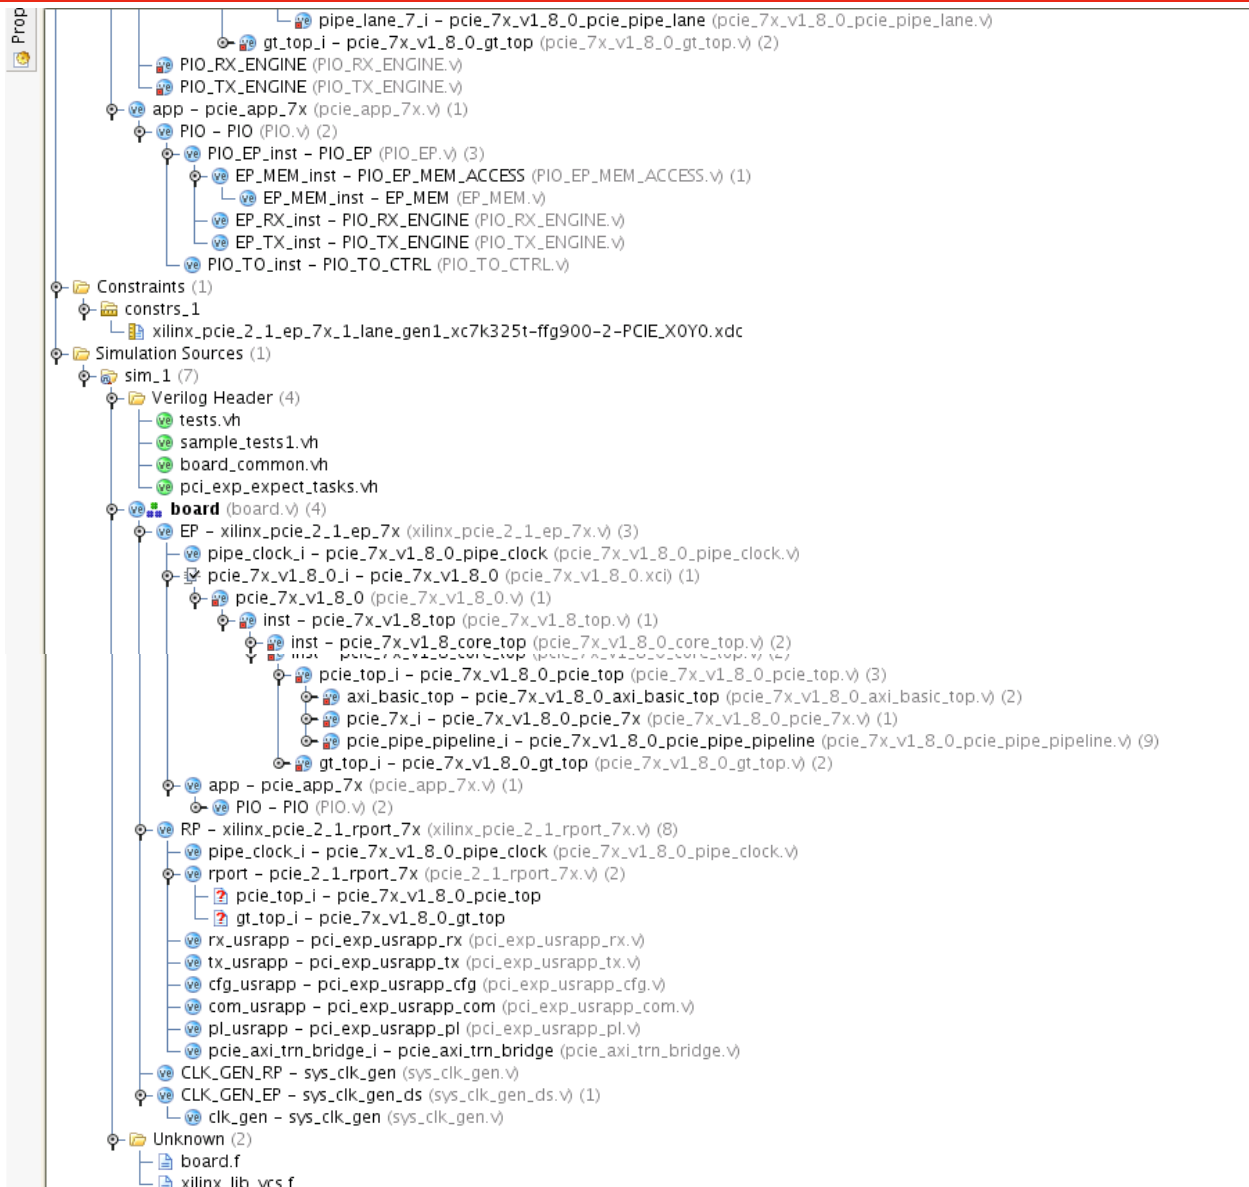 Prop
pipe_lane_7_i - pcie_7x_v1_8_0_pcie_pipe_lane (pcie_7x_v1_8_0_pcie_pipe_lane.v)
gt_top_i - pcie_7x_v1_8_0_gt_top (pcie_7x_v1_8_0_gt_top.v) (2)
PIO_RX_ENGINE (PIO_RX_ENGINE.v)
PIO_TX_ENGINE (PIO_TX_ENGINE.v)
app - pcie_app_7x (pcie_app_7x.v) (1)
PIO - PIO (PIO.v) (2)
PIO_EP_inst - PIO_EP (PIO_EP.v) (3)
EP_MEM_inst - PIO_EP_MEM_ACCESS (PIO_EP_MEM_ACCESS.v) (1)
EP_MEM_inst - EP_MEM (EP_MEM.v)
EP_RX_inst - PIO_RX_ENGINE (PIO_RX_ENGINE.v)
EP_TX_inst - PIO_TX_ENGINE (PIO_TX_ENGINE.v)
PIO_TO_inst - PIO_TO_CTRL (PIO_TO_CTRL.v)
Constraints (1)
constrs_1
xilinx_pcie_2_1_ep_7x_1_lane_gen1_xc7k325t-ffg900-2-PCIE_X0Y0.xdc
Simulation Sources (1)
sim_1 (7)
Verilog Header (4)
tests.vh
sample_tests1.vh
board_common.vh
pci_exp_expect_tasks.vh
board (board.v) (4)
EP - xilinx_pcie_2_1_ep_7x (xilinx_pcie_2_1_ep_7x.v) (3)
pipe_clock_i - pcie_7x_v1_8_0_pipe_clock (pcie_7x_v1_8_0_pipe_clock.v)
pcie_7x_v1_8_0_i - pcie_7x_v1_8_0 (pcie_7x_v1_8_0.xci) (1)
pcie_7x_v1_8_0 (pcie_7x_v1_8_0.v) (1)
inst - pcie_7x_v1_8_top (pcie_7x_v1_8_top.v) (1)
inst - pcie_7x_v1_8_core_top (pcie_7x_v1_8_0_core_top.v) (2)
pcie_top_i - pcie_7x_v1_8_0_pcie_top (pcie_7x_v1_8_0_pcie_top.v) (3)
axi_basic_top - pcie_7x_v1_8_0_axi_basic_top (pcie_7x_v1_8_0_axi_basic_top.v) (2)
pcie_7x_i - pcie_7x_v1_8_0_pcie_7x (pcie_7x_v1_8_0_pcie_7x.v) (1)
pcie_pipe_pipeline_i - pcie_7x_v1_8_0_pcie_pipe_pipeline (pcie_7x_v1_8_0_pcie_pipe_pipeline.v) (9)
gt_top_i - pcie_7x_v1_8_0_gt_top (pcie_7x_v1_8_0_gt_top.v) (2)
app - pcie_app_7x (pcie_app_7x.v) (1)
PIO - PIO (PIO.v) (2)
RP - xilinx_pcie_2_1_rport_7x (xilinx_pcie_2_1_rport_7x.v) (8)
pipe_clock_i - pcie_7x_v1_8_0_pipe_clock (pcie_7x_v1_8_0_pipe_clock.v)
rport - pcie_2_1_rport_7x (pcie_2_1_rport_7x.v) (2)
pcie_top_i - pcie_7x_v1_8_0_pcie_top
gt_top_i - pcie_7x_v1_8_0_gt_top
rx_usrapp - pci_exp_usrapp_rx (pci_exp_usrapp_rx.v)
tx_usrapp - pci_exp_usrapp_tx (pci_exp_usrapp_tx.v)
cfg_usrapp - pci_exp_usrapp_cfg (pci_exp_usrapp_cfg.v)
com_usrapp - pci_exp_usrapp_com (pci_exp_usrapp_com.v)
pl_usrapp - pci_exp_usrapp_pl (pci_exp_usrapp_pl.v)
pcie_axi_trn_bridge_i - pcie_axi_trn_bridge (pcie_axi_trn_bridge.v)
CLK_GEN_RP - sys_clk_gen (sys_clk_gen.v)
CLK_GEN_EP - sys_clk_gen_ds (sys_clk_gen_ds.v) (1)
clk_gen - sys_clk_gen (sys_clk_gen.v)
Unknown (2)
board.f
xilinx_lib_vcs.f